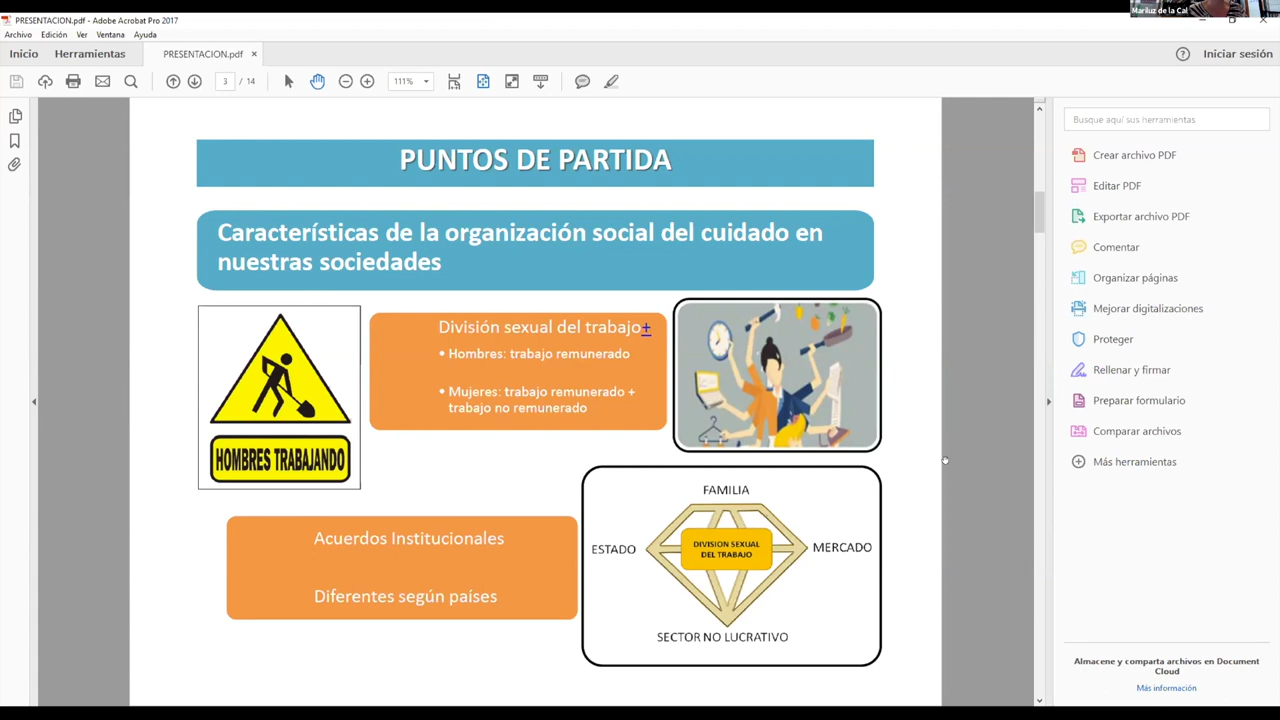 PRESENTACION.pdf - Adobe Acrobat Pro 2017
Mariluz de la Cal
Archivo Edición Ver Ventana Ayuda
Inicio Herramientas PRESENTACION.pdf × Iniciar sesión
3 / 14 111%
PUNTOS DE PARTIDA
Características de la organización social del cuidado en
nuestras sociedades
HOMBRES TRABAJANDO
División sexual del trabajo+
• Hombres: trabajo remunerado
• Mujeres: trabajo remunerado +
trabajo no remunerado
Acuerdos Institucionales
Diferentes según países
FAMILIA
ESTADO
DIVISION SEXUAL
DEL TRABAJO
MERCADO
SECTOR NO LUCRATIVO
Busque aquí sus herramientas
Crear archivo PDF
Editar PDF
Exportar archivo PDF
Comentar
Organizar páginas
Mejorar digitalizaciones
Proteger
Rellenar y firmar
Preparar formulario
Comparar archivos
Más herramientas
Almacene y comparta archivos en Document
Cloud
Más información